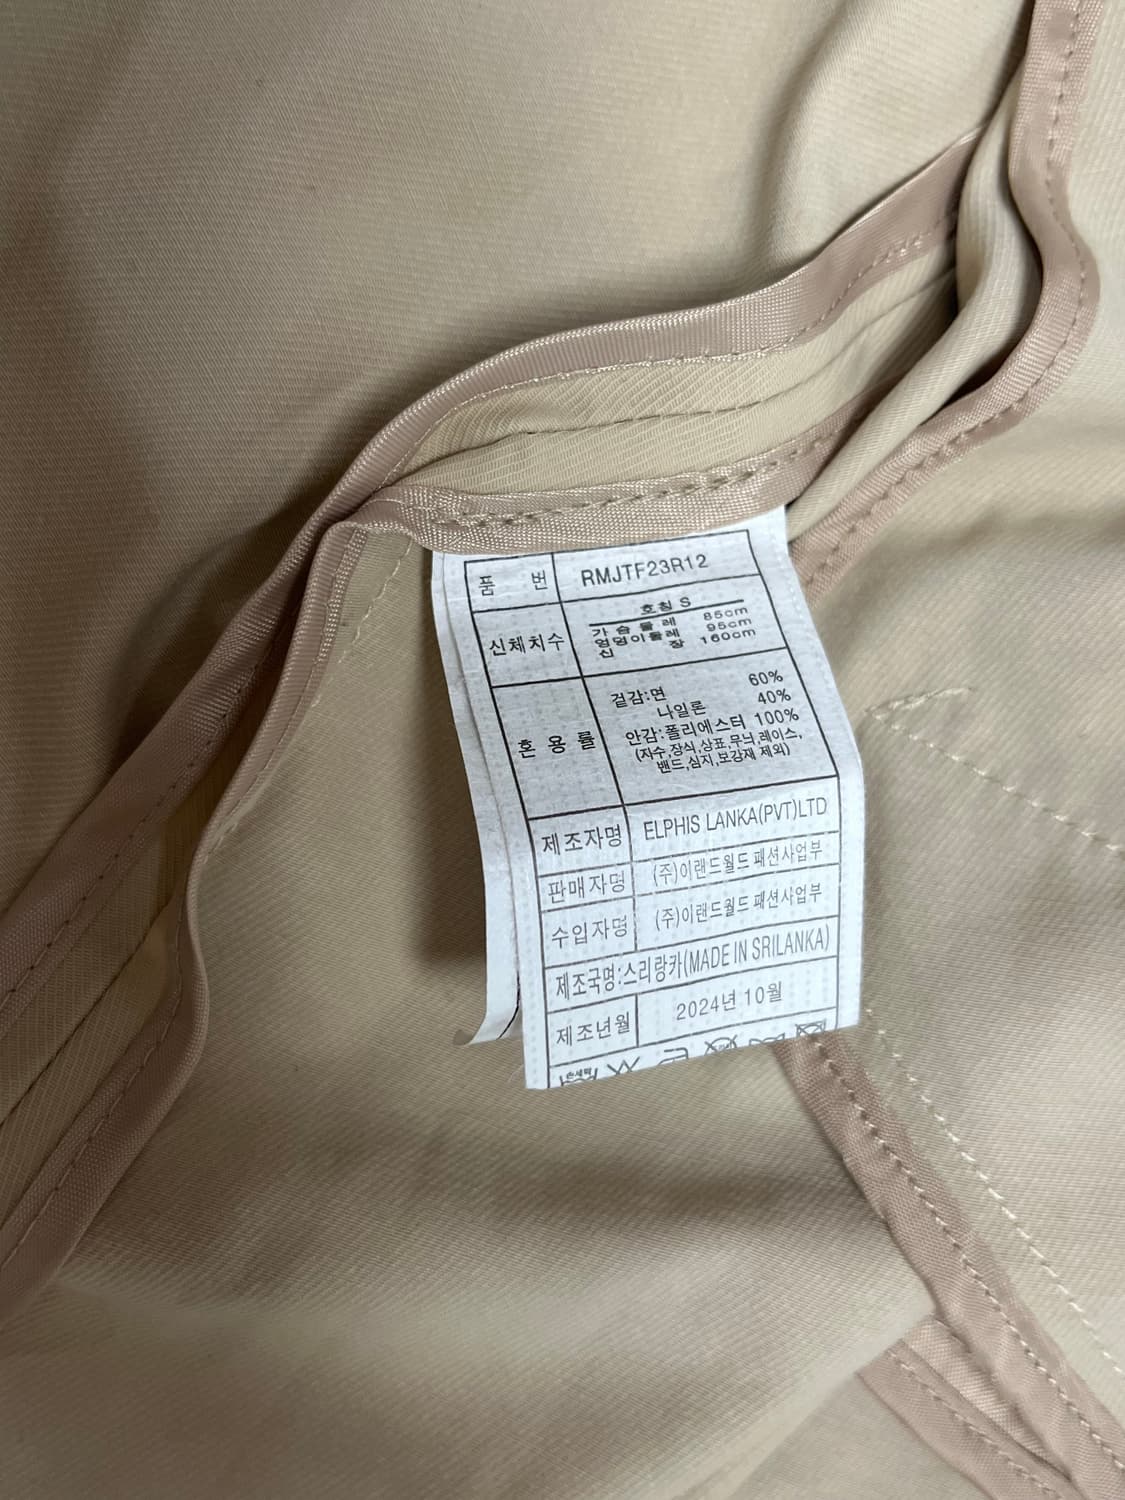 품 번 RMJTF23R12
호칭 S
신체치수 가슴둘레 85cm
엉덩이둘레 95cm
신 장 160cm
혼용률 겉감:면 60%
나일론 40%
안감:폴리에스터 100%
(자수,장식,상표,무늬,레이스,
밴드,심지,보강재 제외)
제조자명 ELPHIS LANKA(PVT)LTD
판매자명 (주)이랜드월드 패션사업부
수입자명 (주)이랜드월드 패션사업부
제조국명:스리랑카(MADE IN SRILANKA)
제조년월 2024년 10월
손세탁